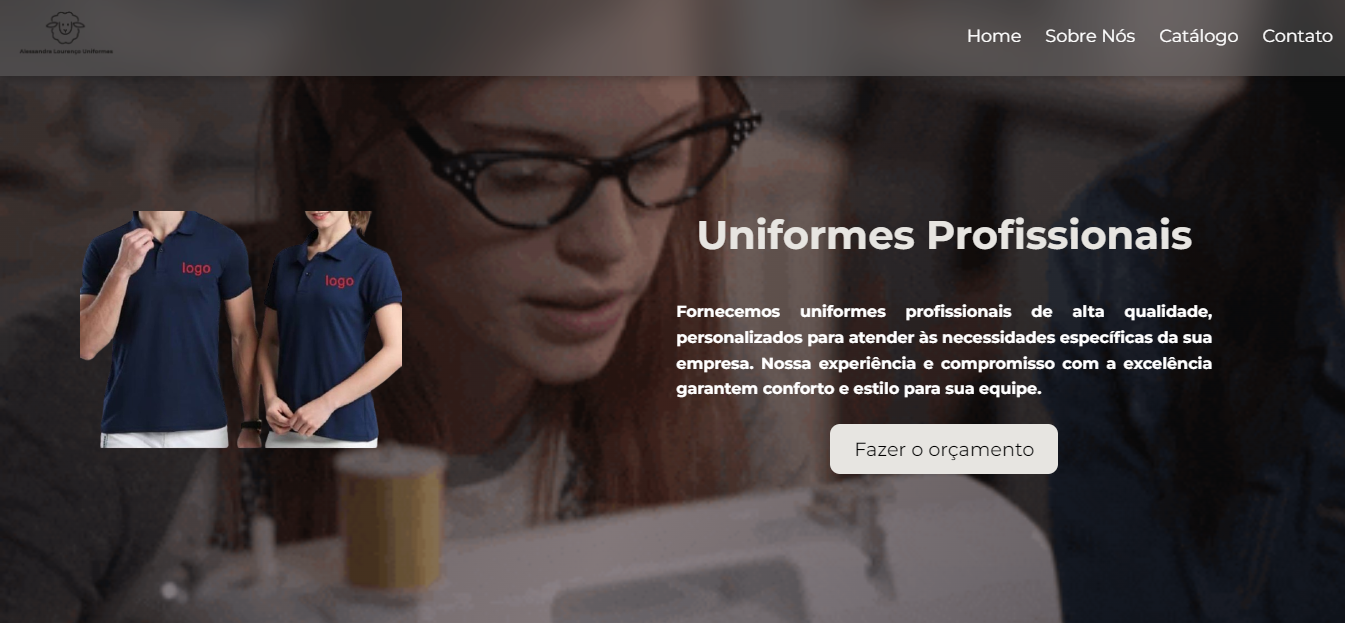 Alessandra Lourenço Uniformes
Home Sobre Nós Catálogo Contato
logo
logo
Uniformes Profissionais
Fornecemos uniformes profissionais de alta qualidade,
personalizados para atender às necessidades específicas da sua
empresa. Nossa experiência e compromisso com a excelência
garantem conforto e estilo para sua equipe.
Fazer o orçamento